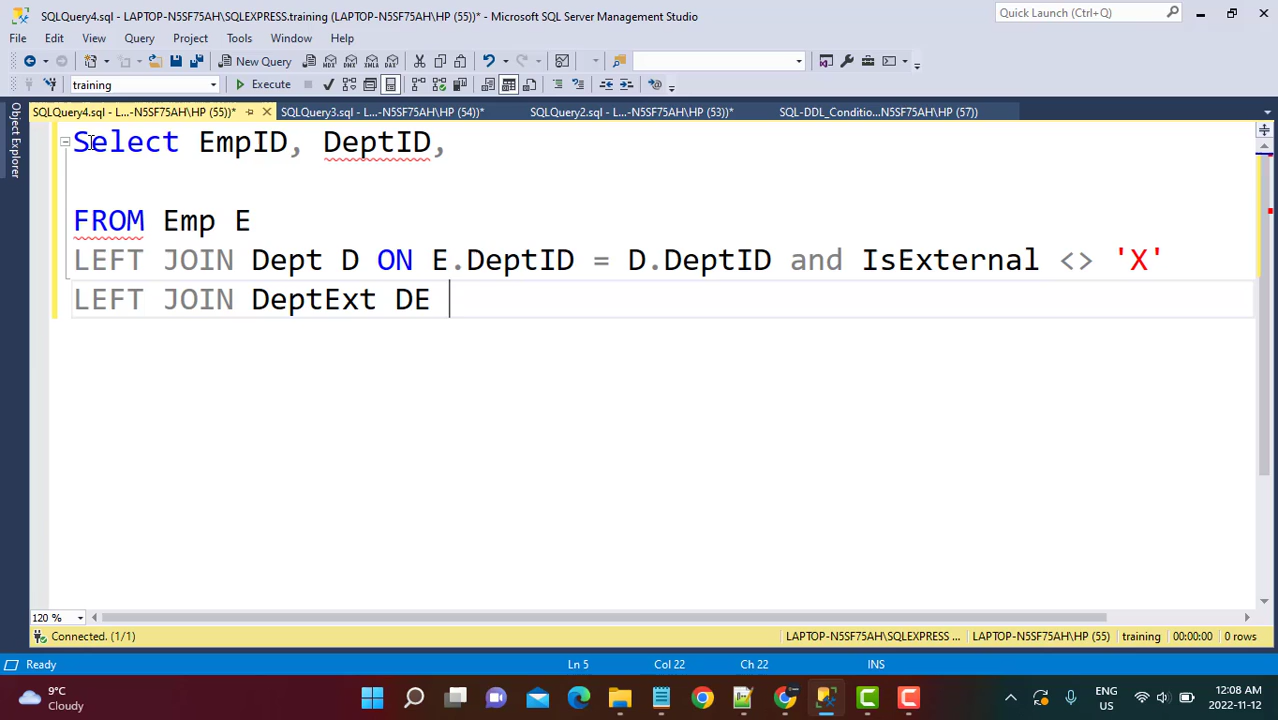 SQLQuery4.sql - LAPTOP-N5SF75AH\SQLEXPRESS.training (LAPTOP-N5SF75AH\HP (55))* - Microsoft SQL Server Management Studio
Quick Launch (Ctrl+Q)
File Edit View Query Project Tools Window Help
New Query
MDX DMX XMLA DAX
training
Execute
SQLQuery4.sql - L...-N5SF75AH\HP (55))*
SQLQuery3.sql - L...-N5SF75AH\HP (54))*
SQLQuery2.sql - L...-N5SF75AH\HP (53))*
SQL-DDL_Conditio...N5SF75AH\HP (57))
Object Explorer
Select EmpID, DeptID,
FROM Emp E
LEFT JOIN Dept D ON E.DeptID = D.DeptID and IsExternal <> 'X'
LEFT JOIN DeptExt DE
120 %
Connected. (1/1)
LAPTOP-N5SF75AH\SQLEXPRESS ...
LAPTOP-N5SF75AH\HP (55)
training
00:00:00
0 rows
Ready
Ln 5
Col 22
Ch 22
INS
9°C
Cloudy
ENG
US
12:08 AM
2022-11-12